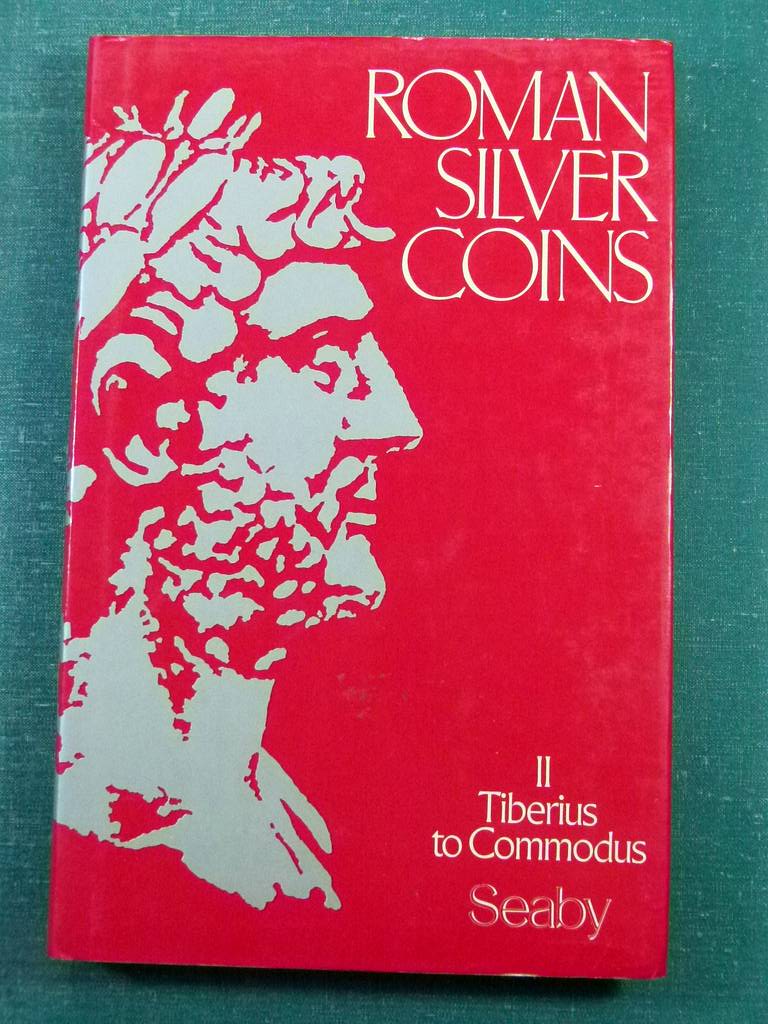 ROMAN
SILVER
COINS
II
Tiberius
to Commodus
Seaby